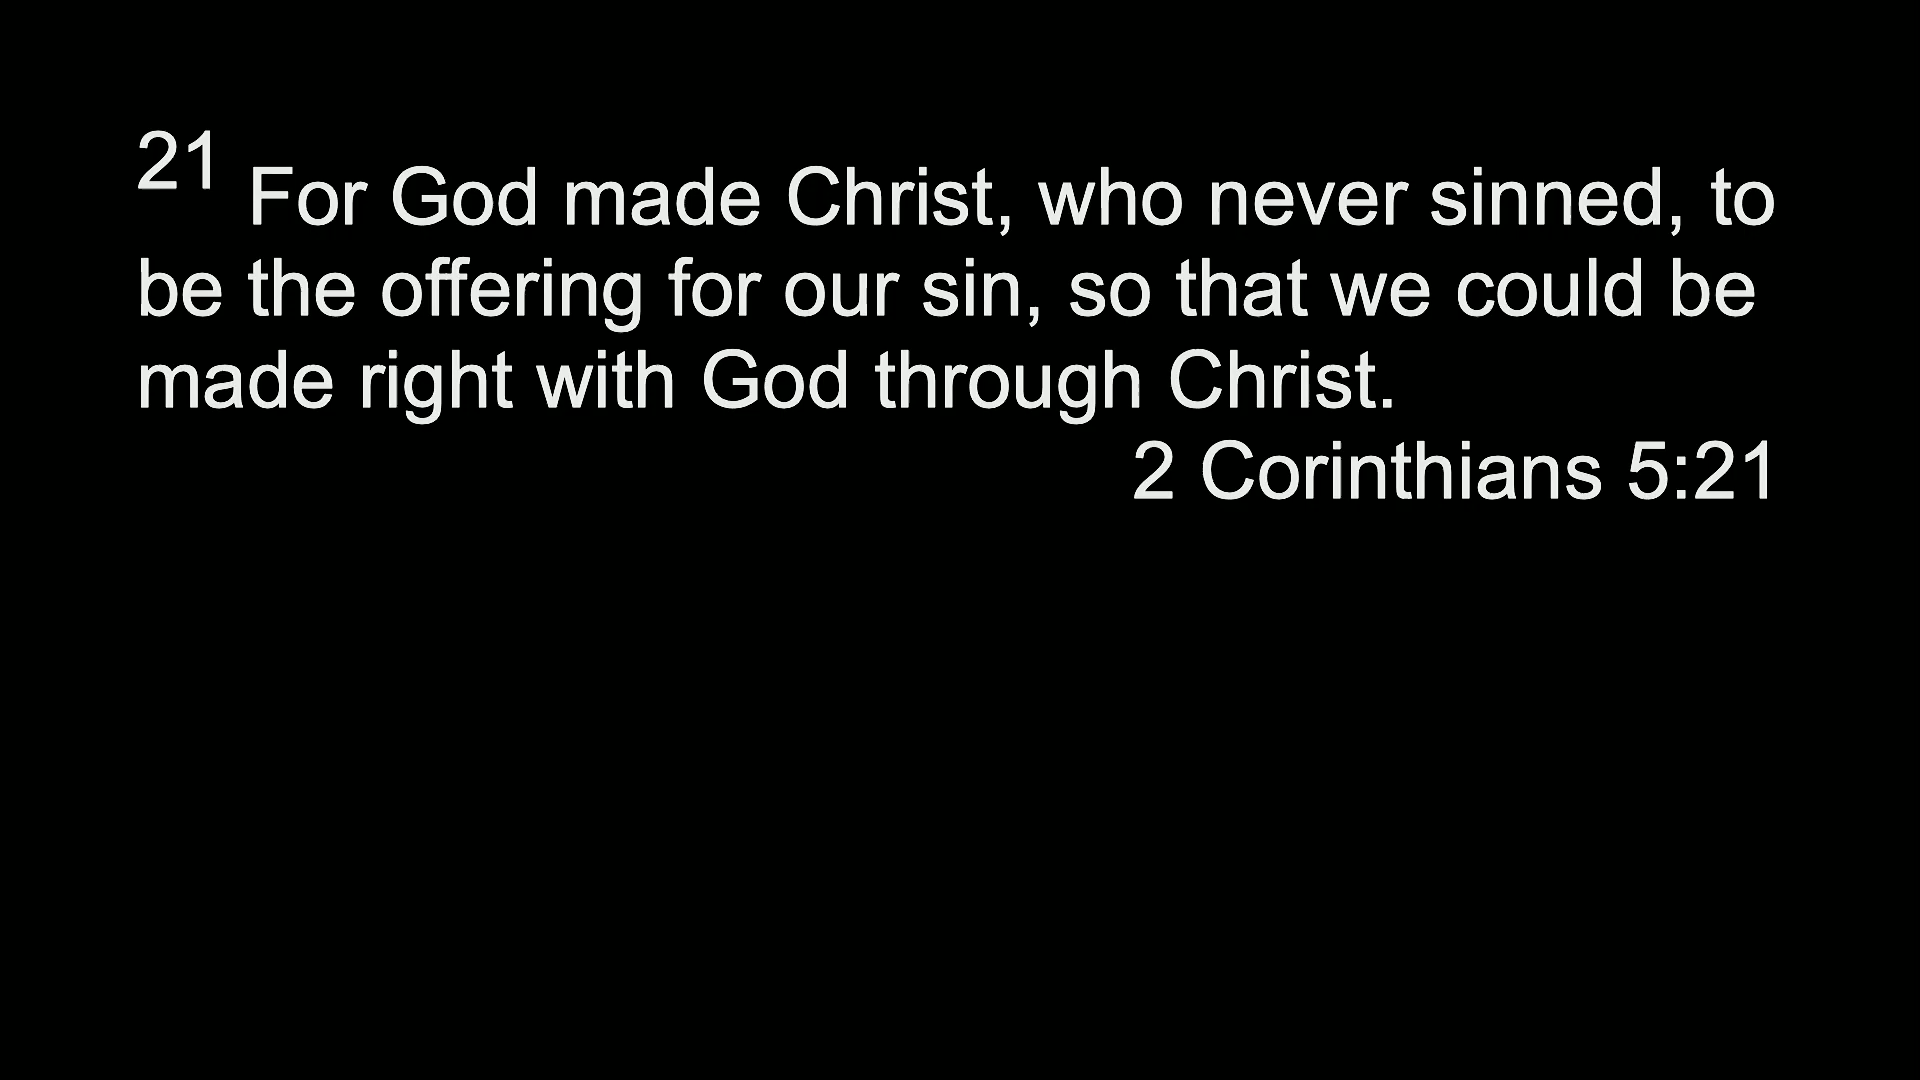 21 For God made Christ, who never sinned, to
be the offering for our sin, so that we could be
made right with God through Christ.
2 Corinthians 5:21